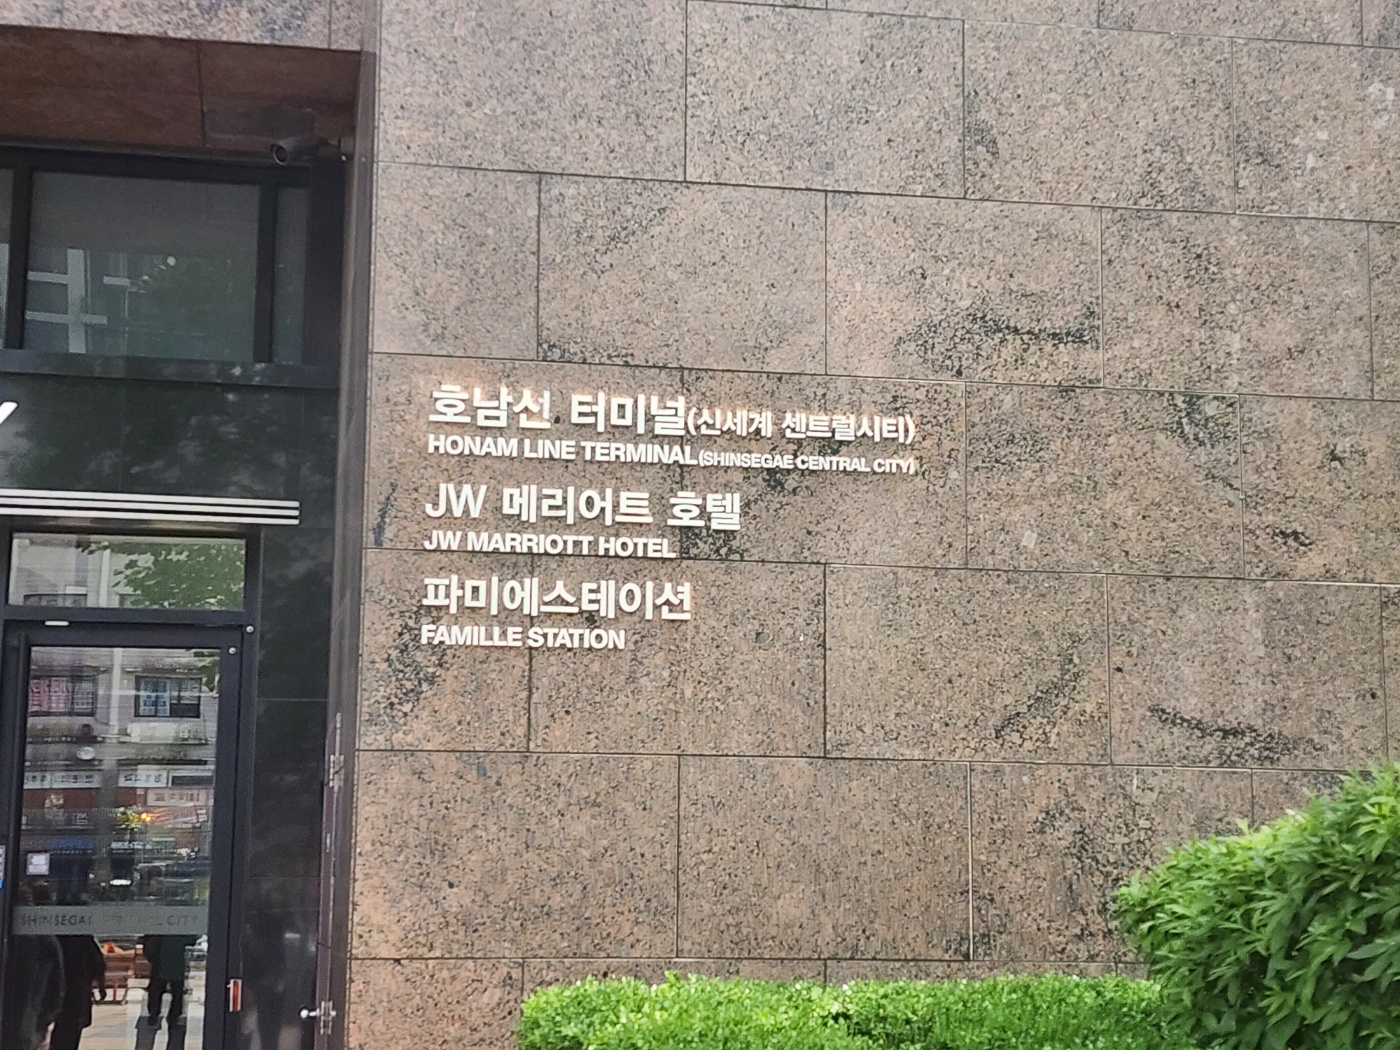 호남선 터미널(신세계 센트럴시티)
HONAM LINE TERMINAL(SHINSEGAE CENTRAL CITY)
JW 메리어트 호텔
JW MARRIOTT HOTEL
파미에스테이션
FAMILLE STATION
SHINSEGAE CITY